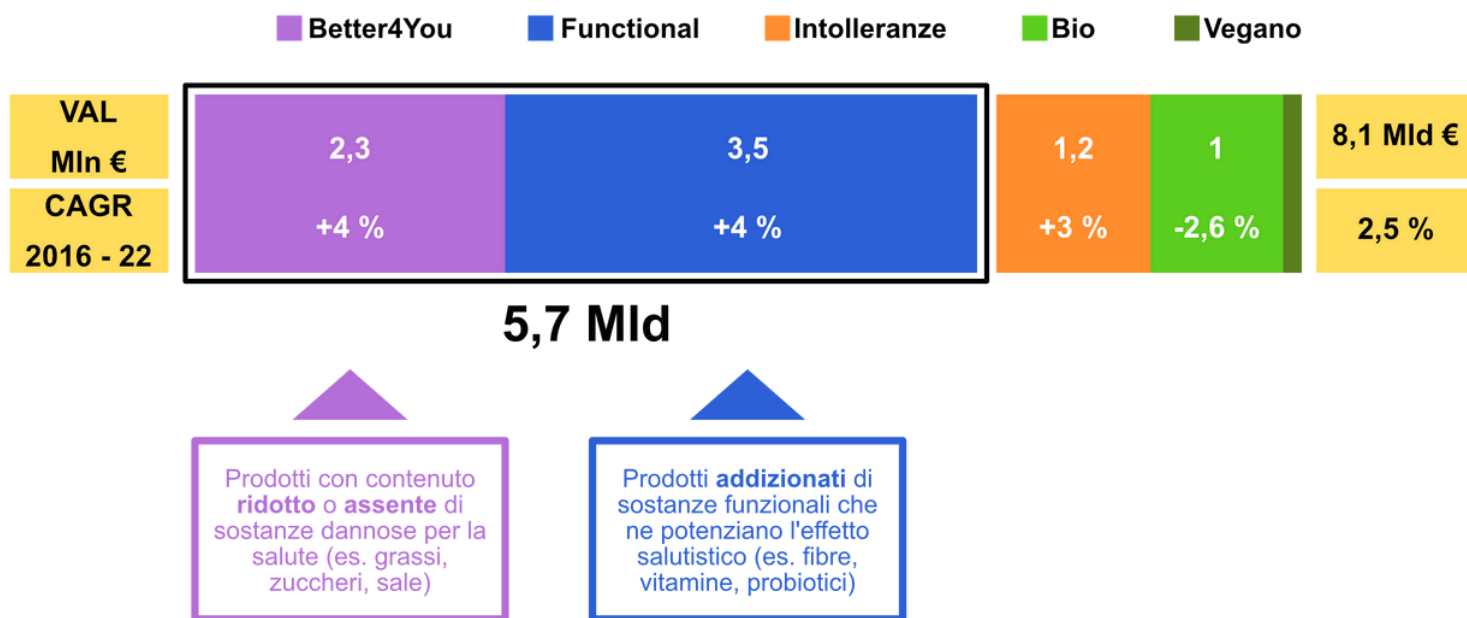 Better4You Functional Intolleranze Bio Vegano
VAL
Mln €
2,3 3,5 1,2 1
8,1 Mld €
CAGR
2016 - 22
+4 % +4 % +3 % -2,6 %
2,5 %
5,7 Mld
Prodotti con contenuto
ridotto o assente di
sostanze dannose per la
salute (es. grassi,
zuccheri, sale)
Prodotti addizionati di
sostanze funzionali che
ne potenziano l'effetto
salutistico (es. fibre,
vitamine, probiotici)